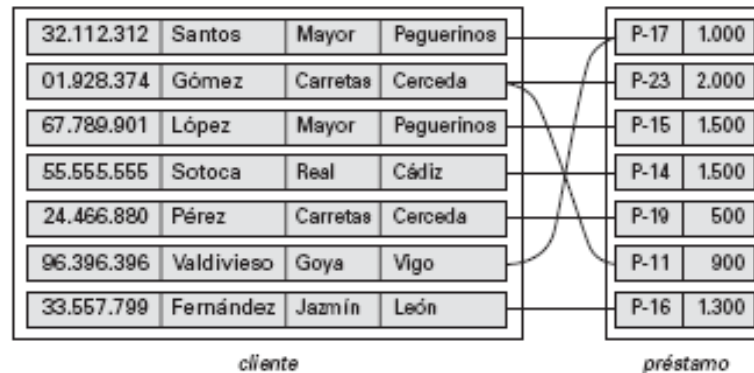 32.112.312 Santos Mayor Peguerinos P-17 1.000
01.928.374 Gómez Carretas Cerceda P-23 2.000
67.789.901 López Mayor Peguerinos P-15 1.500
55.555.555 Sotoca Real Cádiz P-14 1.500
24.466.880 Pérez Carretas Cerceda P-19 500
96.396.396 Valdivieso Goya Vigo P-11 900
33.557.799 Fernández Jazmín León P-16 1.300
cliente préstamo